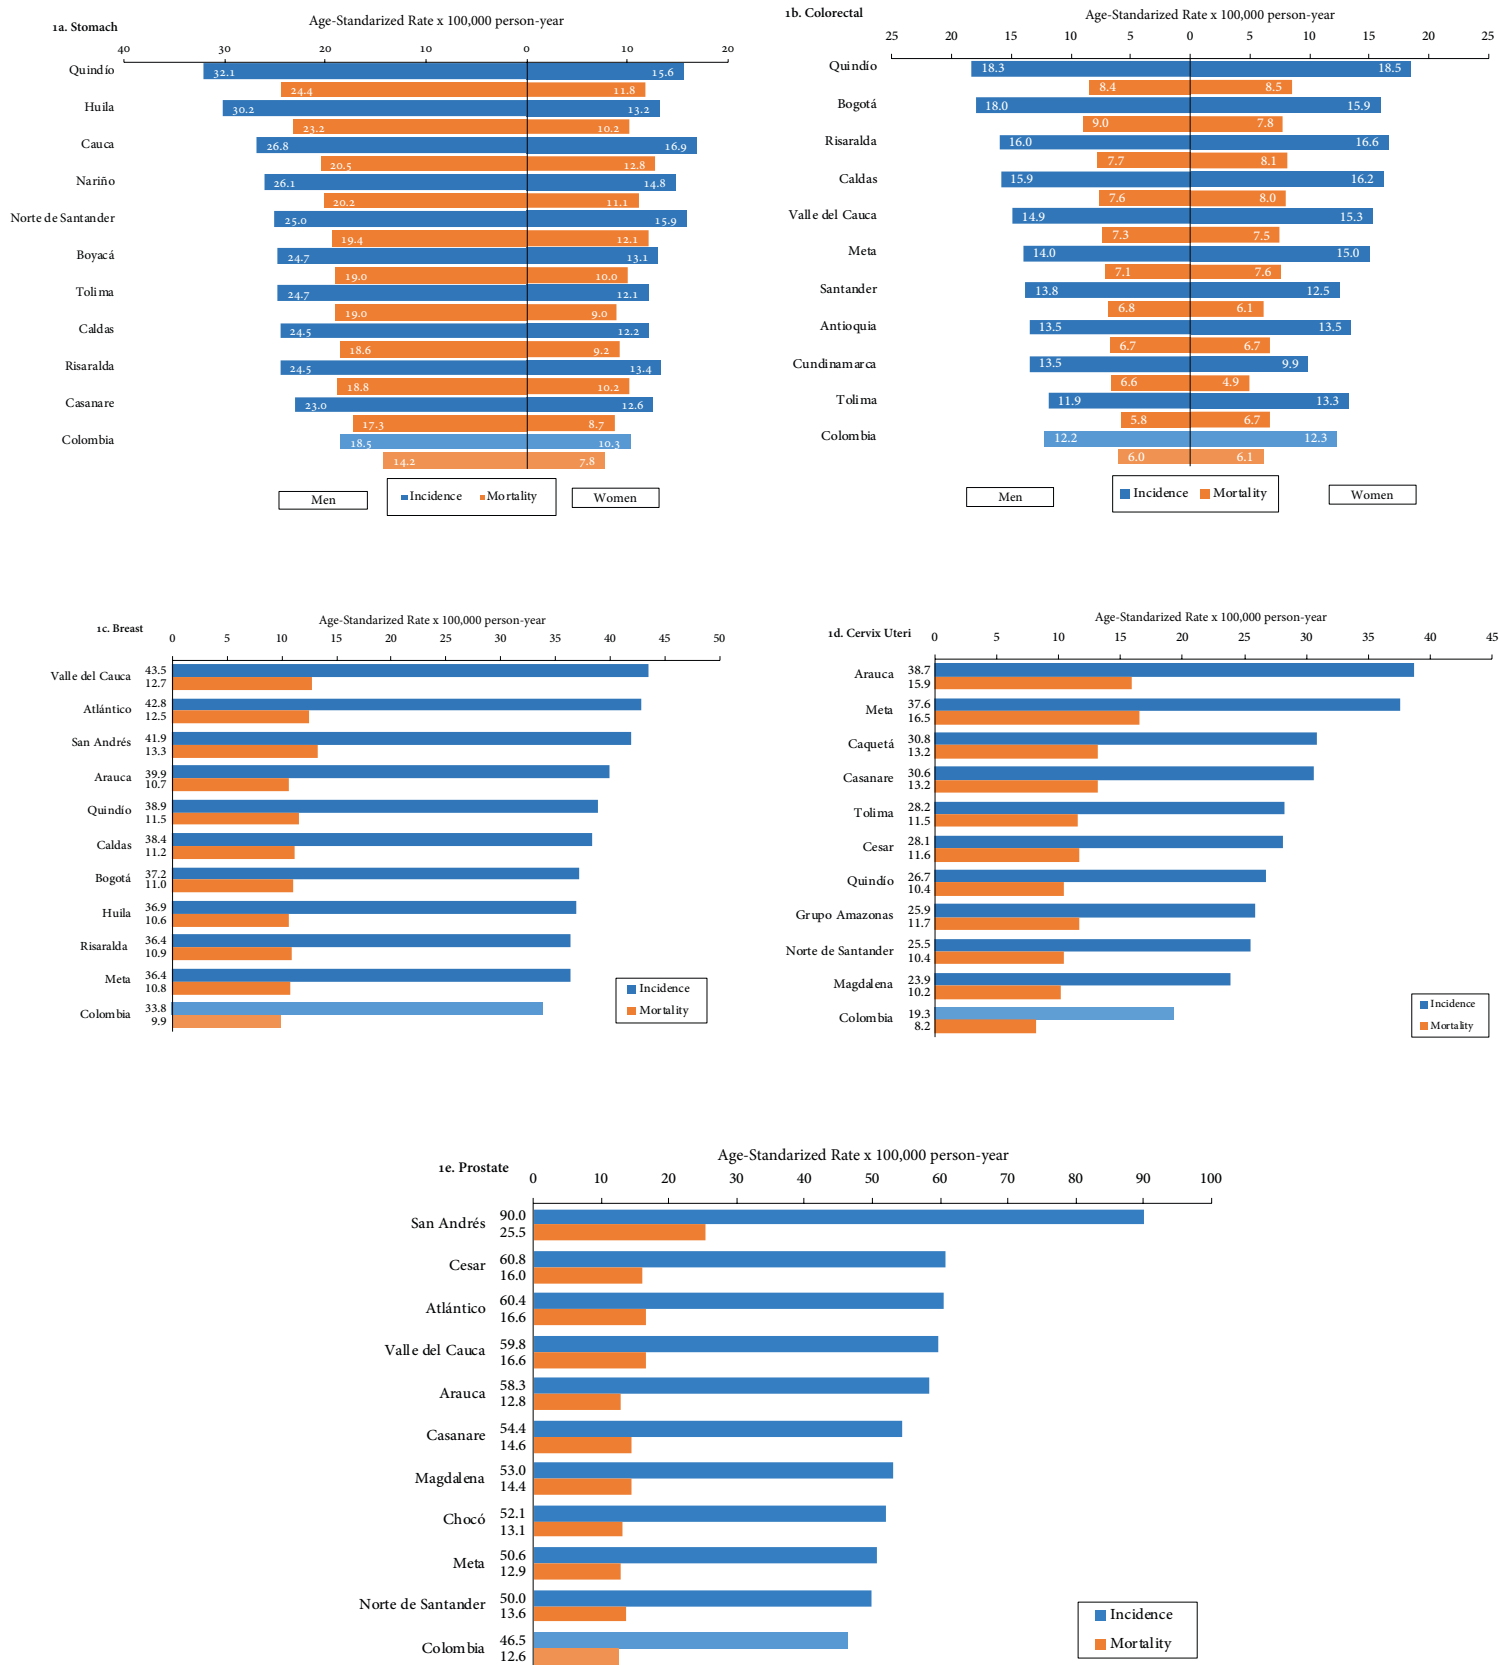 1a. Stomach
Age-Standarized Rate x 100,000 person-year
40 30 20 10 0 10 20
Quindío 32.1 15.6
24.4 11.8
Huila 30.2 13.2
23.2 10.2
Cauca 26.8 16.9
20.5 12.8
Nariño 26.1 14.8
20.2 11.1
Norte de Santander 25.0 15.9
19.4 12.1
Boyacá 24.7 13.1
19.0 10.0
Tolima 24.7 12.1
19.0 9.0
Caldas 24.5 12.2
18.6 9.2
Risaralda 24.5 13.4
18.8 10.2
Casanare 23.0 12.6
17.3 8.7
Colombia 18.5 10.3
14.2 7.8
Men Incidence Mortality Women
1b. Colorectal
Age-Standarized Rate x 100,000 person-year
25 20 15 10 5 0 5 10 15 20 25
Quindío 18.3 18.5
8.4 8.5
Bogotá 18.0 15.9
9.0 7.8
Risaralda 16.0 16.6
7.7 8.1
Caldas 15.9 16.2
7.6 8.0
Valle del Cauca 14.9 15.3
7.3 7.5
Meta 14.0 15.0
7.1 7.6
Santander 13.8 12.5
6.8 6.1
Antioquia 13.5 13.5
6.7 6.7
Cundinamarca 13.5 9.9
6.6 4.9
Tolima 11.9 13.3
5.8 6.7
Colombia 12.2 12.3
6.0 6.1
Men Incidence Mortality Women
1c. Breast
Age-Standarized Rate x 100,000 person-year
0 5 10 15 20 25 30 35 40 45 50
Valle del Cauca 43.5
12.7
Atlántico 42.8
12.5
San Andrés 41.9
13.3
Arauca 39.9
10.7
Quindío 38.9
11.5
Caldas 38.4
11.2
Bogotá 37.2
11.0
Huila 36.9
10.6
Risaralda 36.4
10.9
Meta 36.4
10.8
Colombia 33.8
9.9
Incidence
Mortality
1d. Cervix Uteri
Age-Standarized Rate x 100,000 person-year
0 5 10 15 20 25 30 35 40 45
Arauca 38.7
15.9
Meta 37.6
16.5
Caquetá 30.8
13.2
Casanare 30.6
13.2
Tolima 28.2
11.5
Cesar 28.1
11.6
Quindío 26.7
10.4
Grupo Amazonas 25.9
11.7
Norte de Santander 25.5
10.4
Magdalena 23.9
10.2
Colombia 19.3
8.2
Incidence
Mortality
1e. Prostate
Age-Standarized Rate x 100,000 person-year
0 10 20 30 40 50 60 70 80 90 100
San Andrés 90.0
25.5
Cesar 60.8
16.0
Atlántico 60.4
16.6
Valle del Cauca 59.8
16.6
Arauca 58.3
12.8
Casanare 54.4
14.6
Magdalena 53.0
14.4
Chocó 52.1
13.1
Meta 50.6
12.9
Norte de Santander 50.0
13.6
Colombia 46.5
12.6
Incidence
Mortality